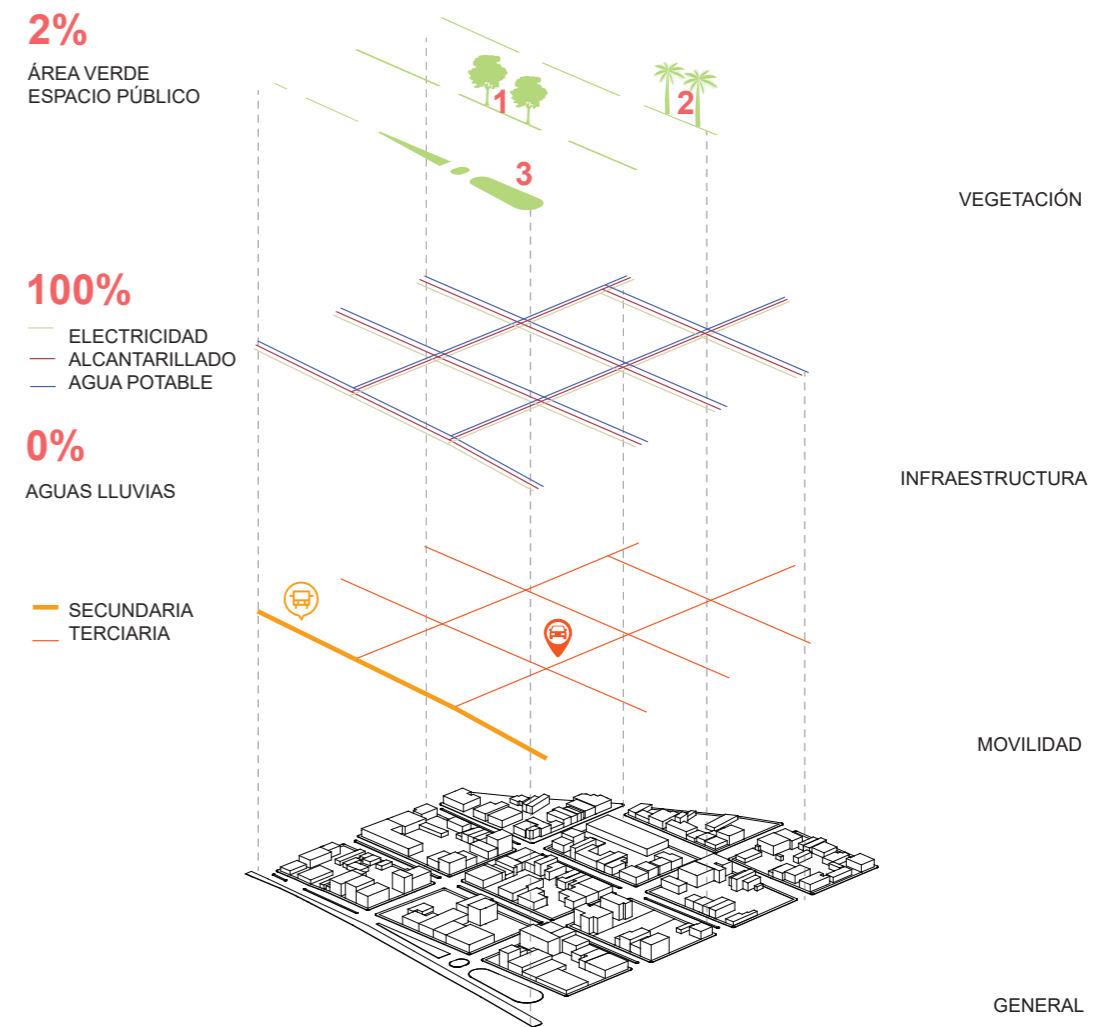 2%
ÁREA VERDE
ESPACIO PÚBLICO
1
2
3
VEGETACIÓN
100%
ELECTRICIDAD
ALCANTARILLADO
AGUA POTABLE
0%
AGUAS LLUVIAS
INFRAESTRUCTURA
SECUNDARIA
TERCIARIA
MOVILIDAD
GENERAL